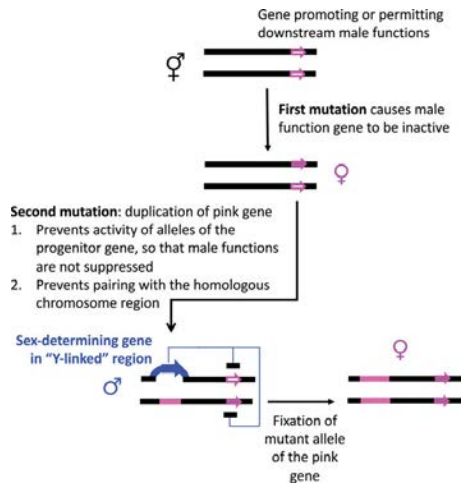 Gene promoting or permitting
downstream male functions
First mutation causes male
function gene to be inactive
Second mutation: duplication of pink gene
1. Prevents activity of alleles of the
progenitor gene, so that male functions
are not suppressed
2. Prevents pairing with the homologous
chromosome region
Sex-determining gene
in "Y-linked" region
Fixation of
mutant allele
of the pink
gene